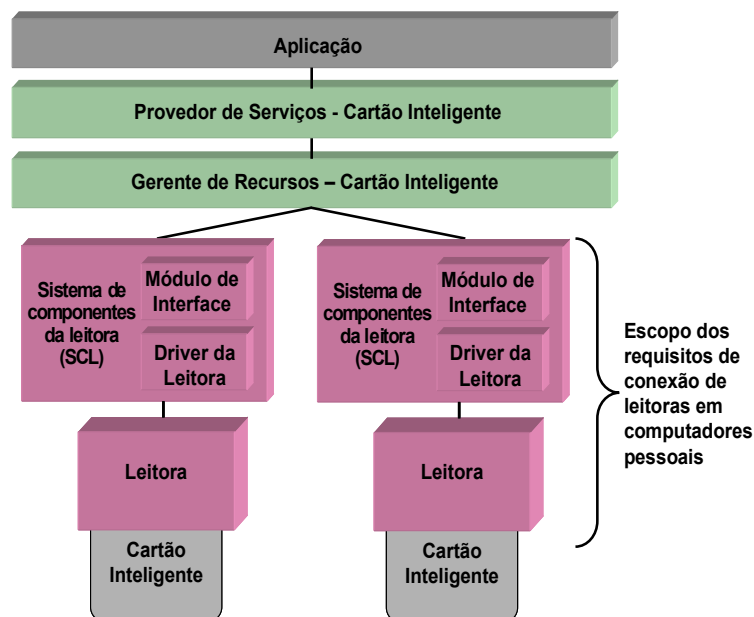 Aplicação
Provedor de Serviços - Cartão Inteligente
Gerente de Recursos – Cartão Inteligente
Sistema de
componentes
da leitora
(SCL)
Módulo de
Interface
Driver da
Leitora
Sistema de
componentes
da leitora
(SCL)
Módulo de
Interface
Driver da
Leitora
Escopo dos
requisitos de
conexão de
leitoras em
computadores
pessoais
Leitora
Leitora
Cartão
Inteligente
Cartão
Inteligente